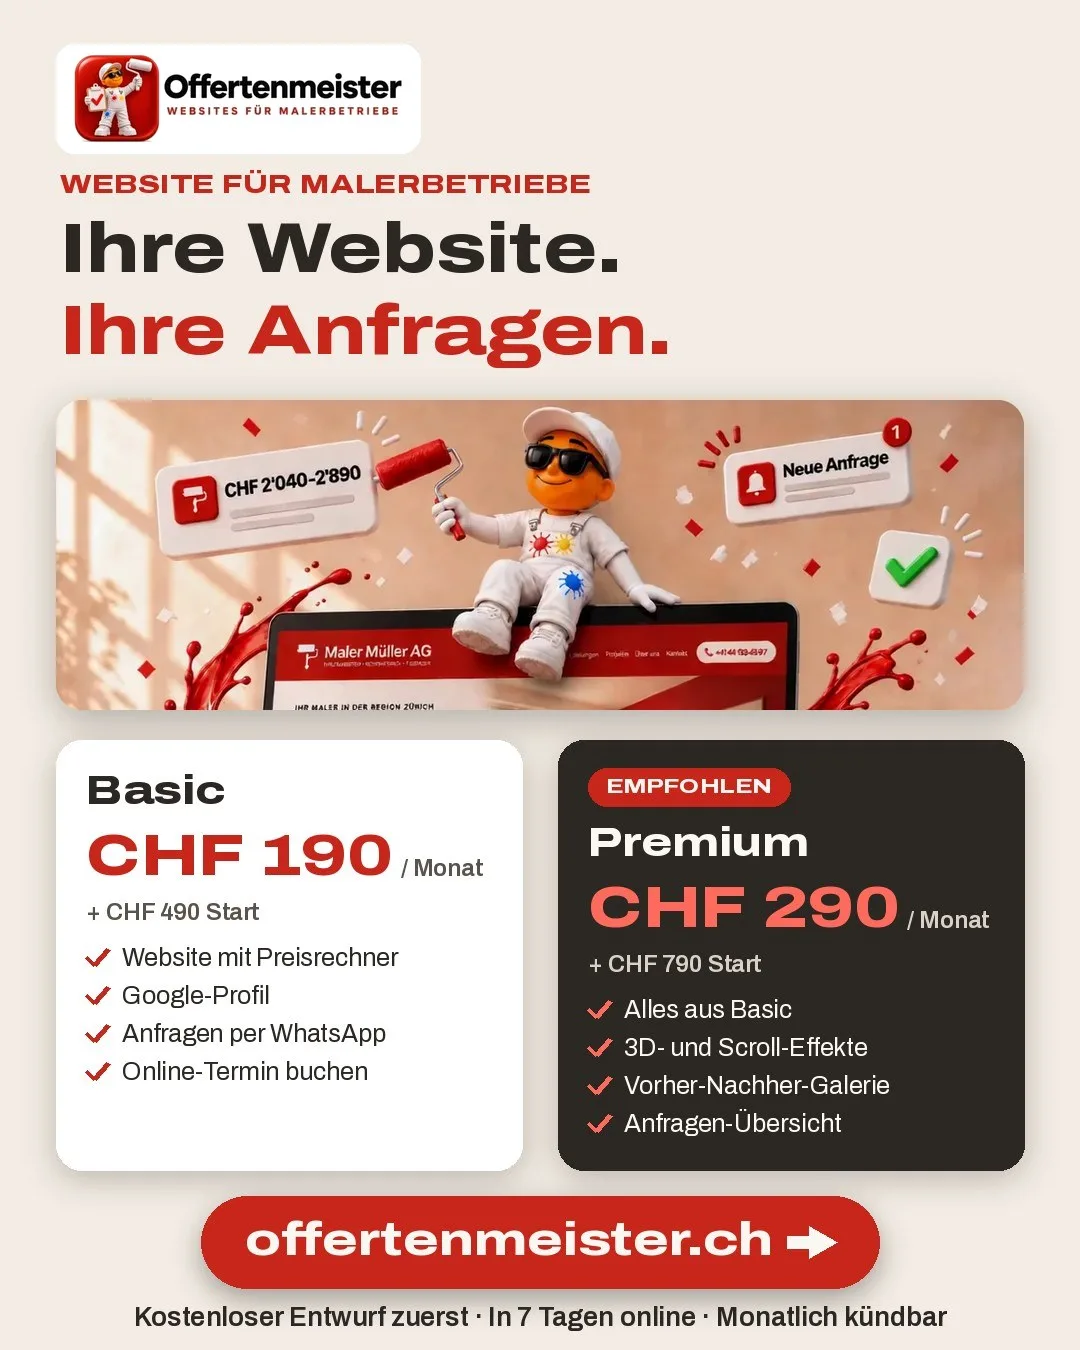 Offertenmeister
WEBSITES FÜR MALERBETRIEBE
WEBSITE FÜR MALERBETRIEBE
Ihre Website.
Ihre Anfragen.
CHF 2'040-2'890
1
Neue Anfrage
Maler Müller AG
Projekte Über uns Kontakt
IHR MALER IN DER REGION ZÜRICH
Basic
CHF 190 / Monat
+ CHF 490 Start
Website mit Preisrechner
Google-Profil
Anfragen per WhatsApp
Online-Termin buchen
EMPFOHLEN
Premium
CHF 290 / Monat
+ CHF 790 Start
Alles aus Basic
3D- und Scroll-Effekte
Vorher-Nachher-Galerie
Anfragen-Übersicht
offertenmeister.ch
Kostenloser Entwurf zuerst · In 7 Tagen online · Monatlich kündbar